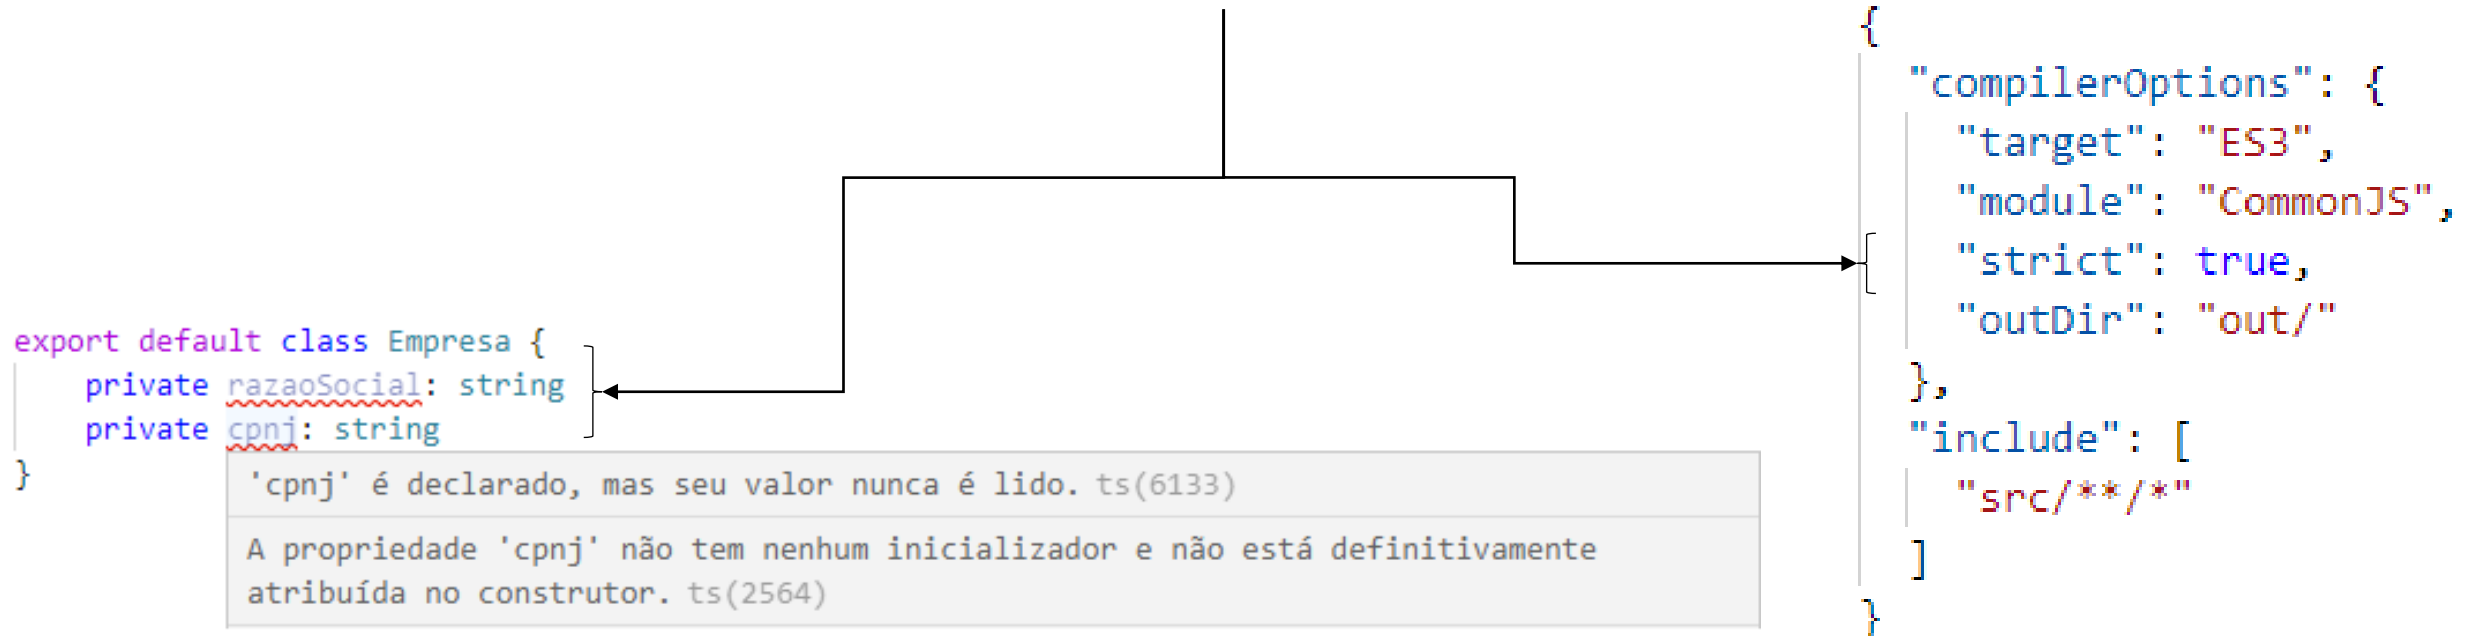 export default class Empresa {
private razaoSocial: string
private cpnj: string
}
'cpnj' é declarado, mas seu valor nunca é lido. ts(6133)
A propriedade 'cpnj' não tem nenhum inicializador e não está definitivamente
atribuída no construtor. ts(2564)
{
"compilerOptions": {
"target": "ES3",
"module": "CommonJS",
"strict": true,
"outDir": "out/"
},
"include": [
"src/**/*"
]
}